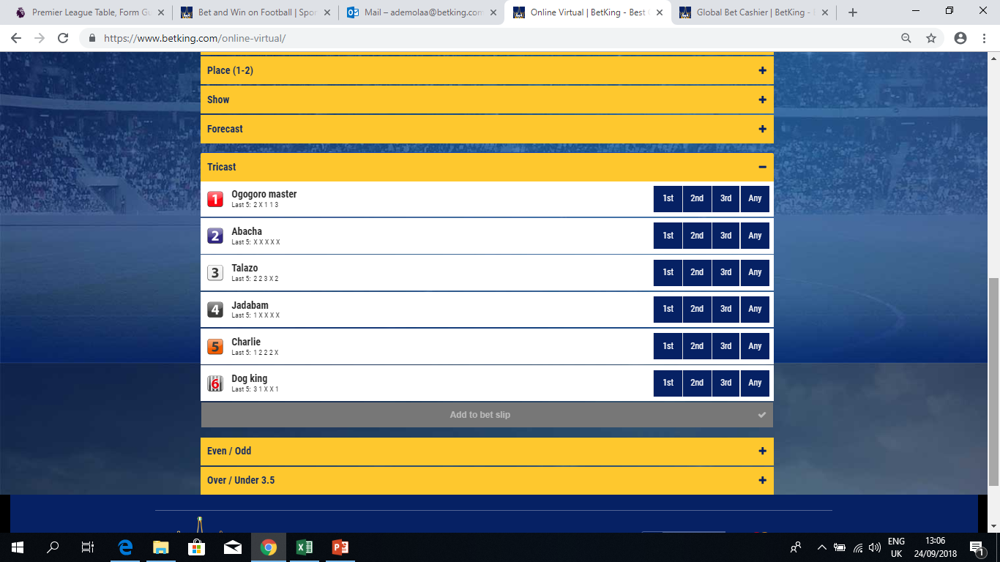 Premier League Table, Form Gu
Bet and Win on Football | Spor
Mail – ademolaa@betking.com
Online Virtual | BetKing - Best
Global Bet Cashier | BetKing -
https://www.betking.com/online-virtual/
Place (1-2)
Show
Forecast
Tricast
1 Ogogoro master 1st 2nd 3rd Any
Last 5: 2 X 1 1 3
2 Abacha 1st 2nd 3rd Any
Last 5: X X X X X
3 Talazo 1st 2nd 3rd Any
Last 5: 2 2 3 X 2
4 Jadabam 1st 2nd 3rd Any
Last 5: 1 X X X X
5 Charlie 1st 2nd 3rd Any
Last 5: 1 2 2 2 X
6 Dog king 1st 2nd 3rd Any
Last 5: 3 1 X X 1
Add to bet slip
Even / Odd
Over / Under 3.5
ENG 13:06
UK 24/09/2018 1